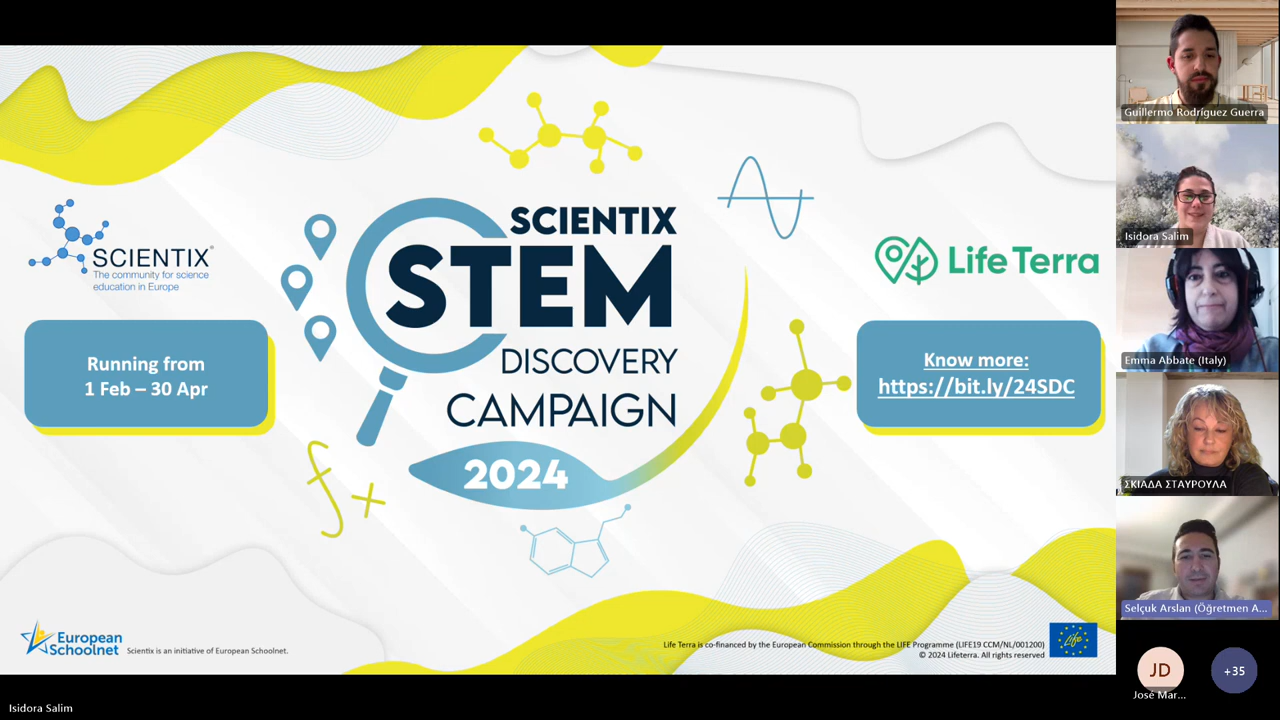 SCIENTIX®
The community for science
education in Europe
Running from
1 Feb – 30 Apr
SCIENTIX
STEM
DISCOVERY
CAMPAIGN
2024
Life Terra
Know more:
https://bit.ly/24SDC
European
Schoolnet
Scientix is an initiative of European Schoolnet.
Life Terra is co-financed by the European Commission through the LIFE Programme (LIFE19 CCM/NL/001200)
© 2024 Lifeterra. All rights reserved
Life
Guillermo Rodríguez Guerra
Isidora Salim
Emma Abbate (Italy)
ΣΚΙΑΔΑ ΣΤΑΥΡΟΥΛΑ
Selçuk Arslan (Öğretmen A...
JD
José Mar...
+35
Isidora Salim